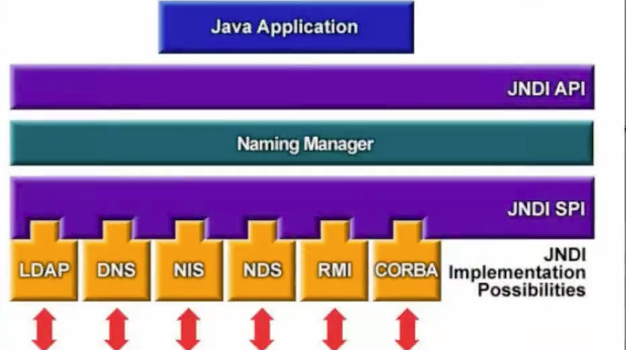 Java Application
JNDI API
Naming Manager
JNDI SPI
LDAP DNS NIS NDS RMI CORBA
JNDI
Implementation
Possibilities